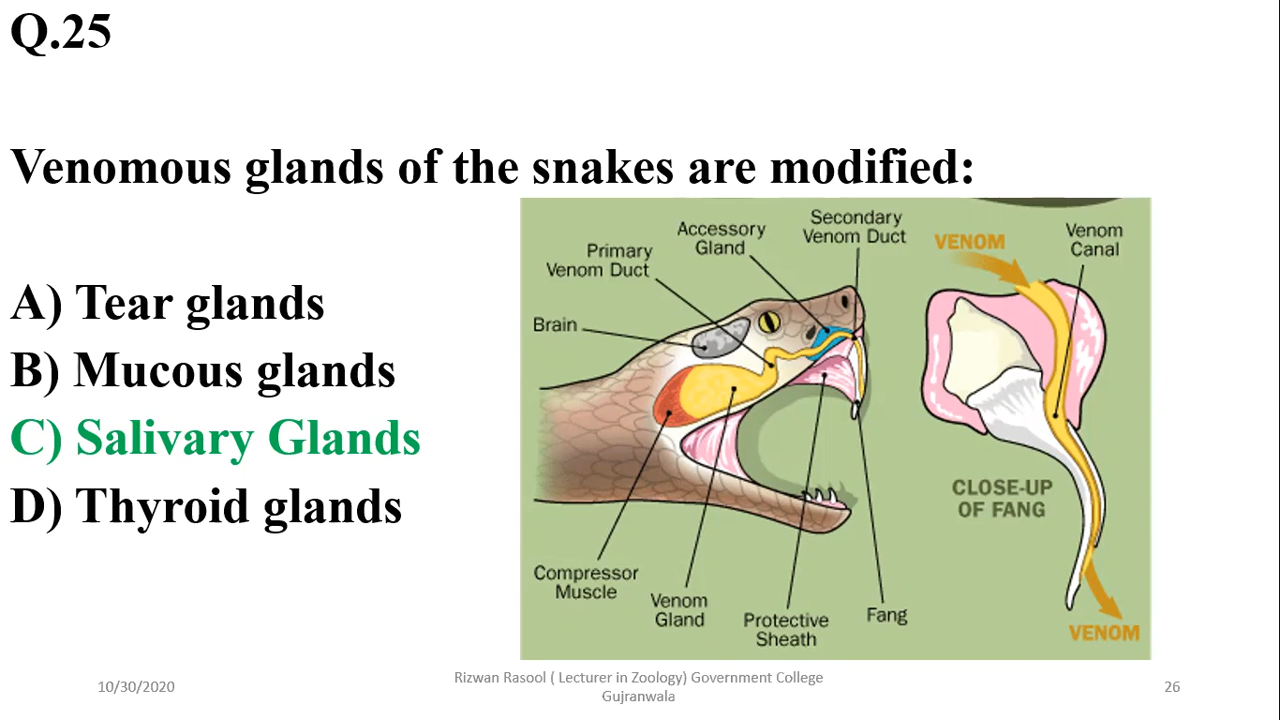 Q.25
Venomous glands of the snakes are modified:
A) Tear glands
B) Mucous glands
C) Salivary Glands
D) Thyroid glands
Secondary
Venom Duct
Accessory
Gland
Primary
Venom Duct
Brain
VENOM
Venom
Canal
CLOSE-UP
OF FANG
Compressor
Muscle
Venom
Gland
Protective
Sheath
Fang
VENOM
10/30/2020
Rizwan Rasool ( Lecturer in Zoology) Government College
Gujranwala
26